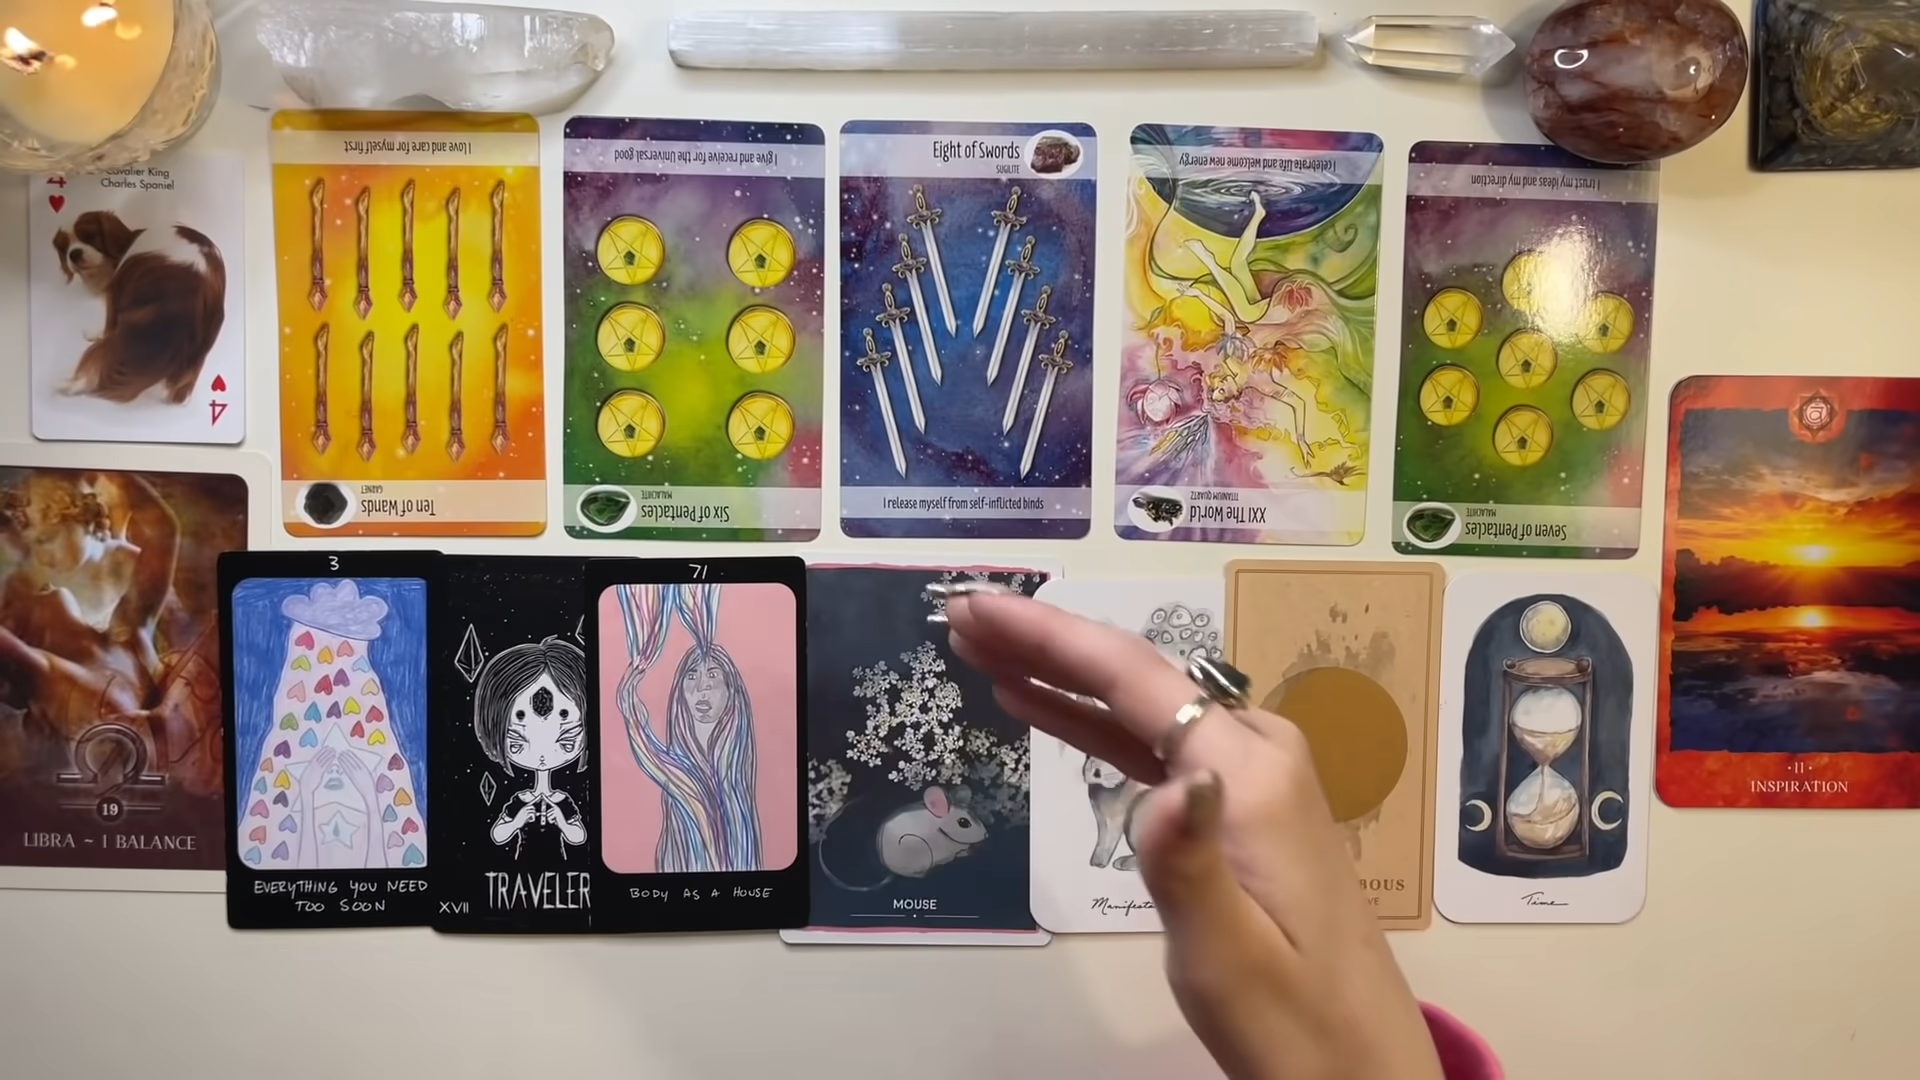 4
Cavalier King
Charles Spaniel
4
I love and care for myself first
Ten of Wands
GARNET
I give and receive for the Universal good
Six of Pentacles
MALACHITE
Eight of Swords
SUGILITE
I release myself from self-inflicted binds
I celebrate life and welcome new energy
XXI The World
TITANIUM QUARTZ
I trust my ideas and my direction
Seven of Pentacles
MALACHITE
19
LIBRA ~ I BALANCE
3
EVERYTHING YOU NEED
TOO SOON
XVII
TRAVELER
71
BODY AS A HOUSE
MOUSE
Manifesta
BOUS
VE
Time
·11·
INSPIRATION